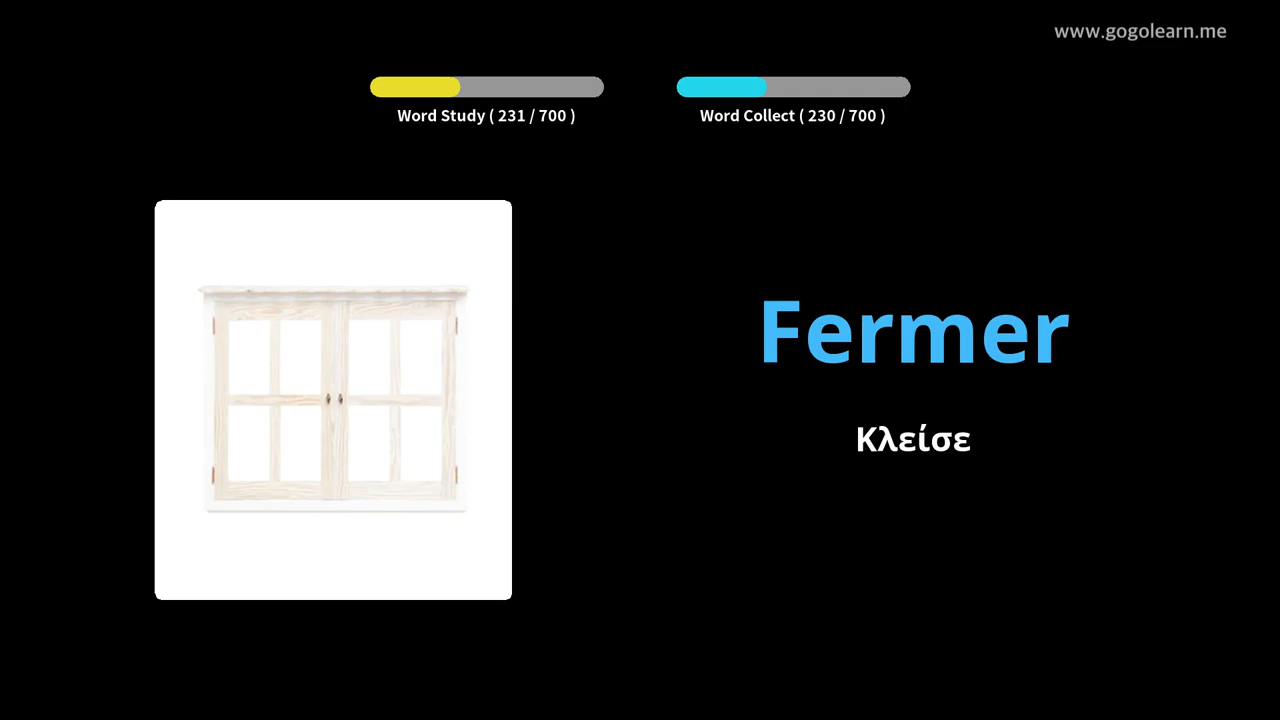 www.gogolearn.me
Word Study ( 231 / 700 )
Word Collect ( 230 / 700 )
Fermer
Κλείσε